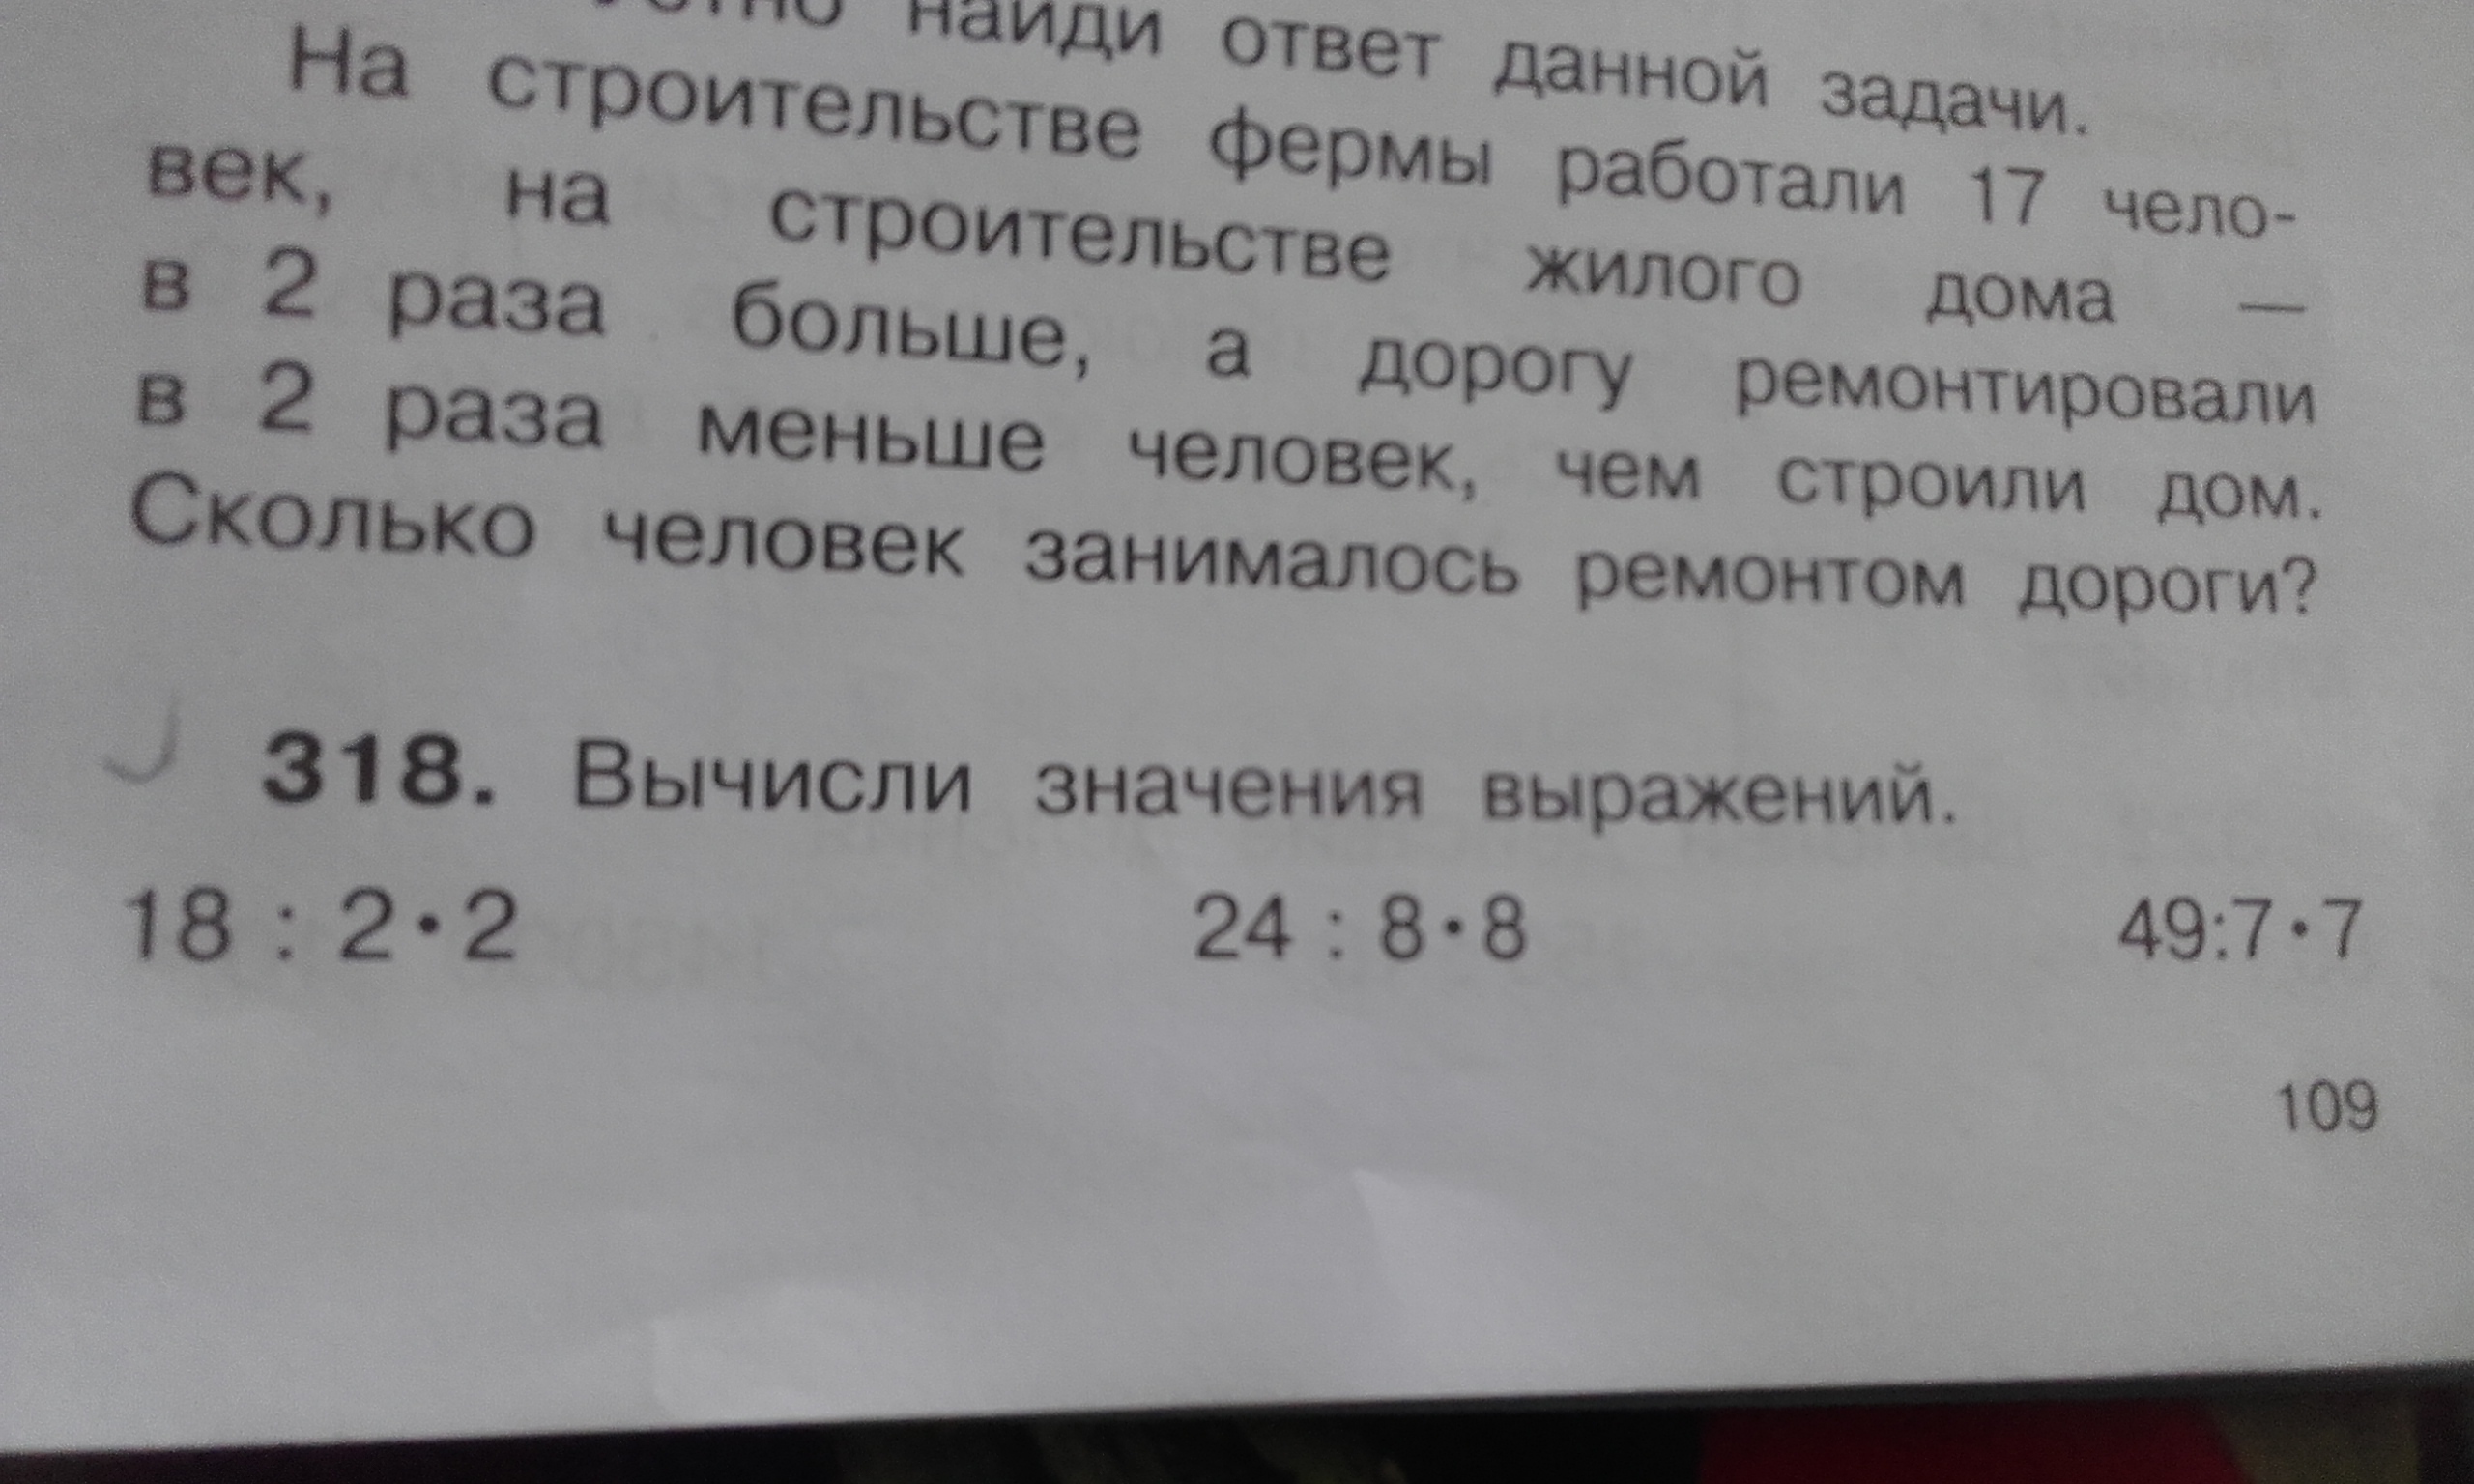 найди ответ данной задачи.
На строительстве фермы работали 17 чело-
век, на строительстве жилого дома —
в 2 раза больше, а дорогу ремонтировали
в 2 раза меньше человек, чем строили дом.
Сколько человек занималось ремонтом дороги?
318. Вычисли значения выражений.
18 : 2·2 24 : 8·8 49:7·7
109